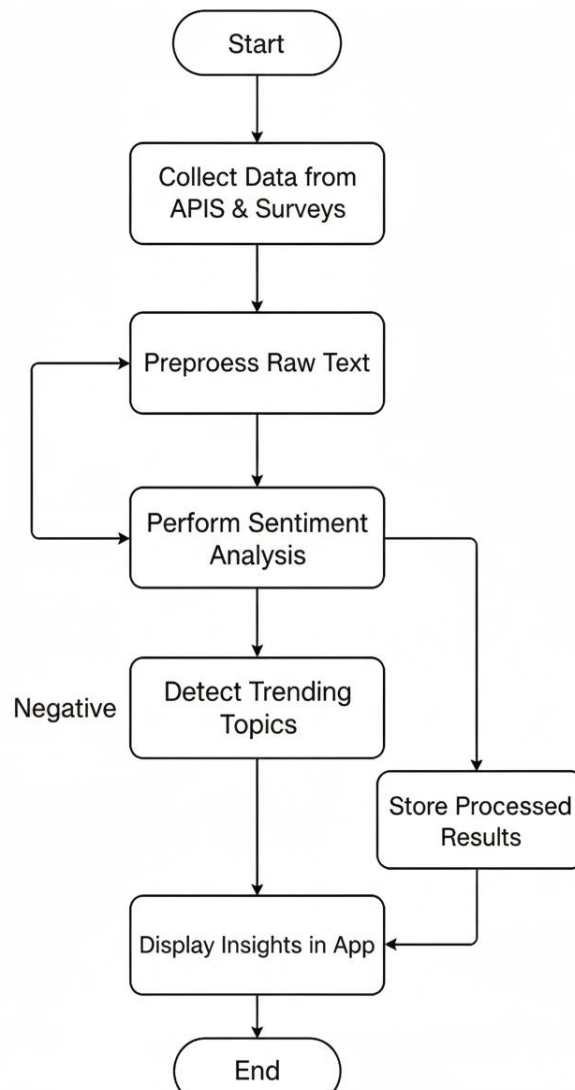 Start
Collect Data from
APIS & Surveys
Preproess Raw Text
Perform Sentiment
Analysis
Negative
Detect Trending
Topics
Store Processed
Results
Display Insights in App
End